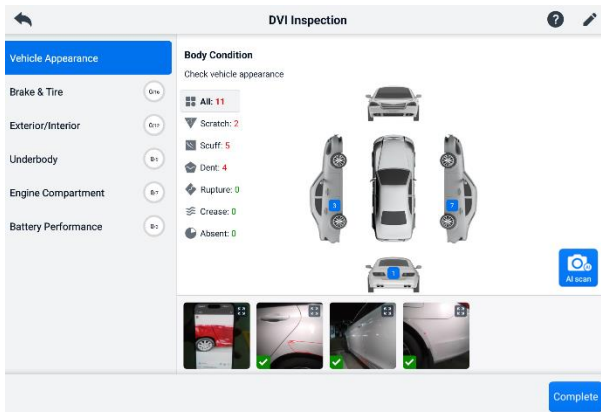 DVI Inspection
?
Vehicle Appearance
Brake & Tire
Exterior/Interior
Underbody
Engine Compartment
Battery Performance
Body Condition
Check vehicle appearance
All: 11
Scratch: 2
Scuff: 5
Dent: 4
Rupture: 0
Crease: 0
Absent: 0
3
7
1
AI scan
Complete